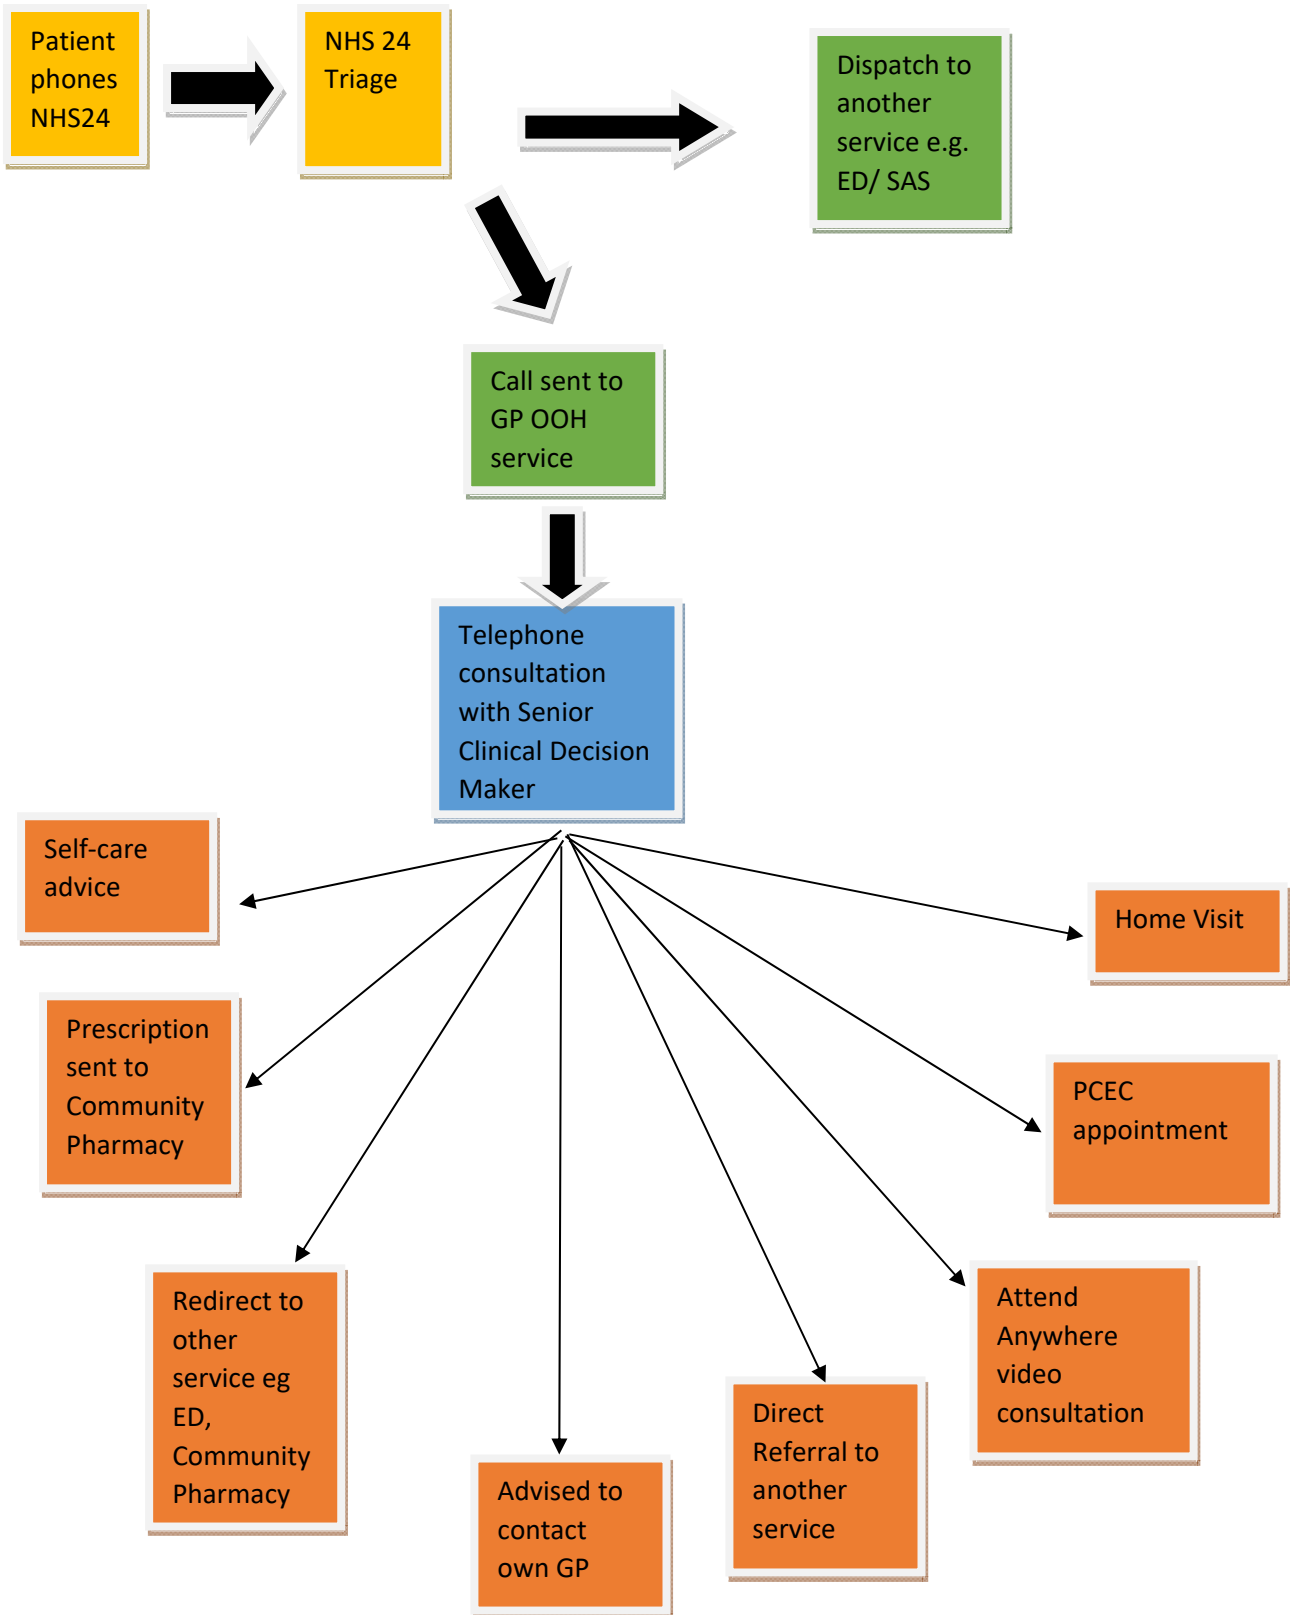 Patient
phones
NHS24
NHS 24
Triage
Dispatch to
another
service e.g.
ED/ SAS
Call sent to
GP OOH
service
Telephone
consultation
with Senior
Clinical Decision
Maker
Self-care
advice
Home Visit
Prescription
sent to
Community
Pharmacy
PCEC
appointment
Redirect to
other
service eg
ED,
Community
Pharmacy
Attend
Anywhere
video
consultation
Direct
Referral to
another
service
Advised to
contact
own GP